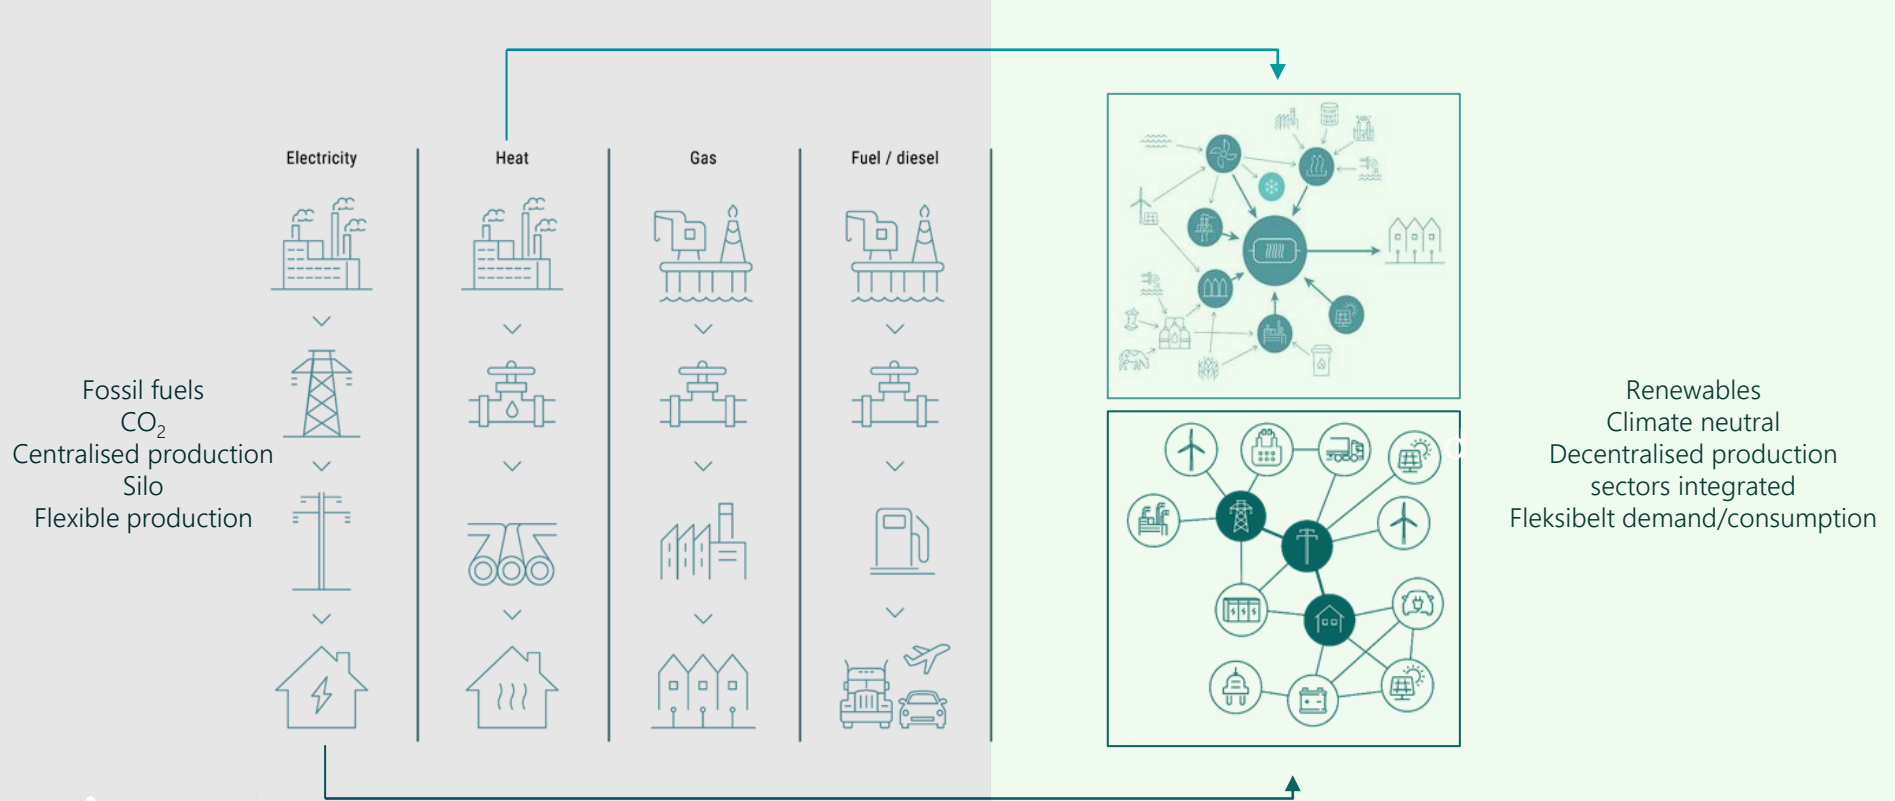 Electricity
Heat
Gas
Fuel / diesel
Fossil fuels
CO₂
Centralised production
Silo
Flexible production
d
Renewables
Climate neutral
Decentralised production
sectors integrated
Fleksibelt demand/consumption